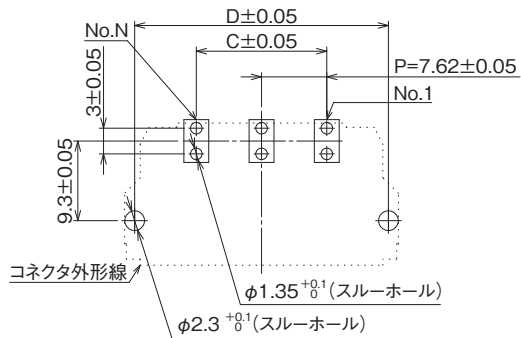 D±0.05
No.N
C±0.05
P=7.62±0.05
3±0.05
No.1
9.3±0.05
コネクタ外形線
φ1.35 +0.1 0 (スルーホール)
φ2.3 +0.1 0 (スルーホール)